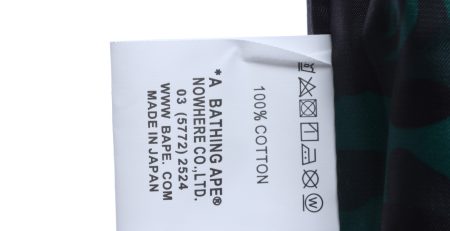 100% COTTON
*A BATHING APE®
NOWHERE CO.,LTD.
03 (5772) 2524
WWW BAPE. COM
MADE IN JAPAN
W